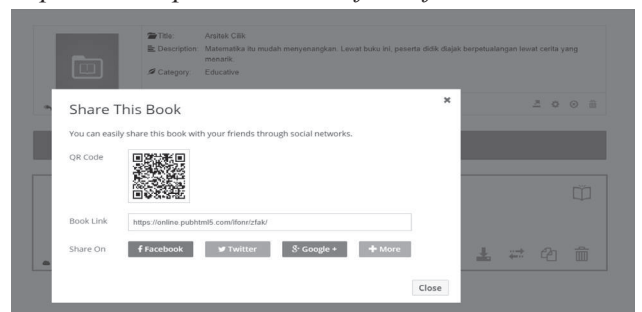 Title: Arsitek Cilik
Description: Matematika itu mudah menyenangkan. Lewat buku ini, peserta didik diajak berpetualangan lewat cerita yang
menarik.
Category: Educative
Share This Book
You can easily share this book with your friends through social networks.
QR Code
Book Link https://online.pubhtml5.com/ifonr/zfak/
Share On Facebook Twitter Google + More
Close